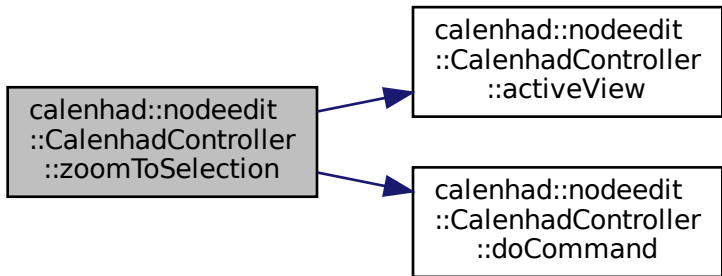 calenhad::nodeedit
::CalenhadController
::zoomToSelection
calenhad::nodeedit
::CalenhadController
::activeView
calenhad::nodeedit
::CalenhadController
::doCommand